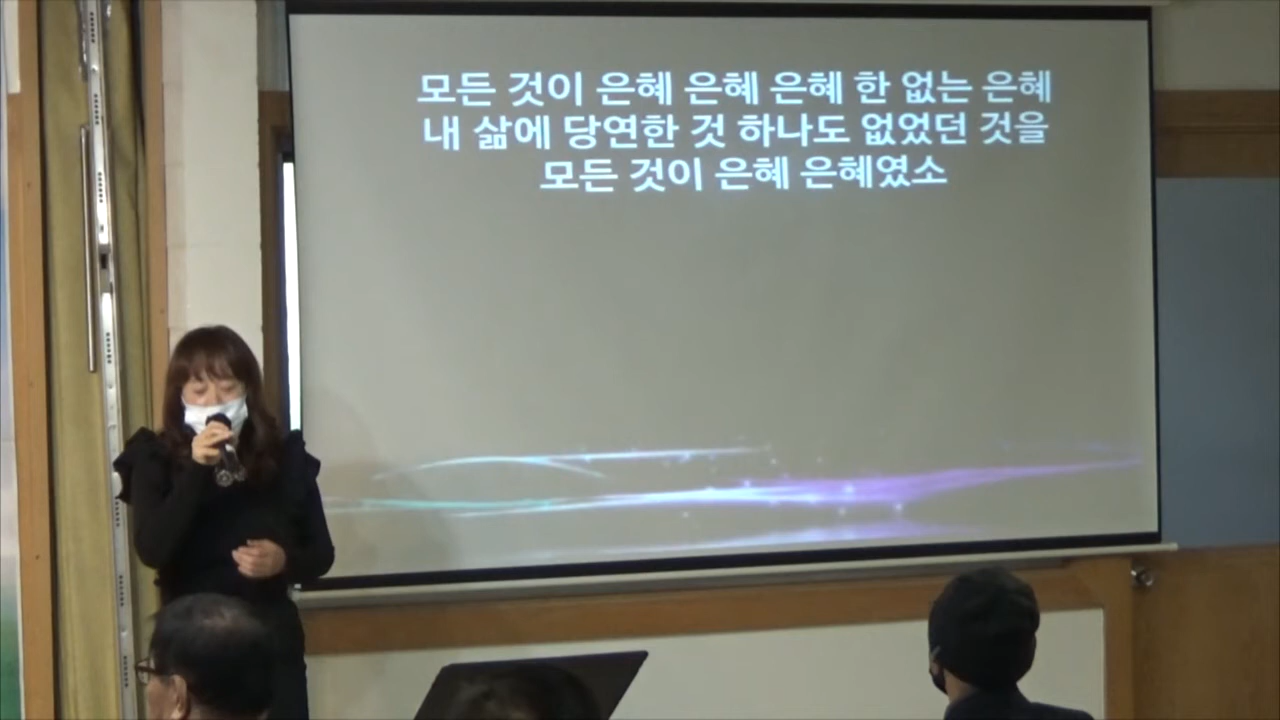 모든 것이 은혜 은혜 은혜 한 없는 은혜
내 삶에 당연한 것 하나도 없었던 것을
모든 것이 은혜 은혜였소